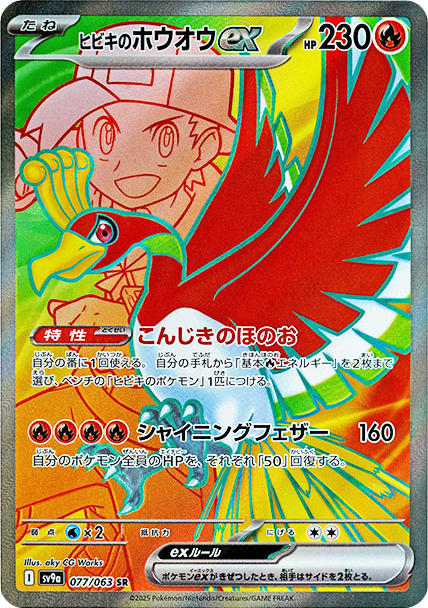 たね ヒビキのホウオウex HP 230
特性 こんじきのほのお
自分の番に1回使える。自分の手札から「基本エネルギー」を2枚まで
選び、ベンチの「ヒビキのポケモン」1匹につける。
シャイニングフェザー 160
自分のポケモン全員のHPを、それぞれ「50」回復する。
弱点 ×2 抵抗力 にげる
Illus. aky CG Works
exルール
ポケモンexがきぜつしたとき、相手はサイドを2枚とる。
I sv9a 077/063 SR
©2025 Pokémon/Nintendo/Creatures/GAME FREAK.